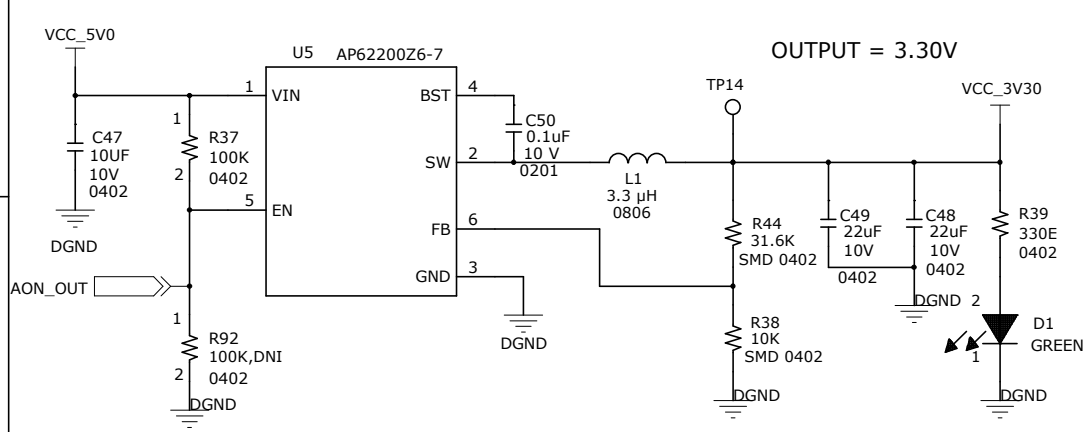 VCC_5V0
U5 AP62200Z6-7
OUTPUT = 3.30V
1 VIN
BST 4
C47
10UF
10V
0402
DGND
1
R37
100K
2
0402
5 EN
C50
0.1uF
10 V
0201
SW 2
L1
3.3 µH
0806
TP14
VCC_3V30
FB 6
GND 3
DGND
R44
31.6K
SMD 0402
C49
22uF
10V
0402
C48
22uF
10V
0402
DGND
R39
330E
0402
AON_OUT
1
R92
100K,DNI
2
0402
DGND
R38
10K
SMD 0402
DGND
2
D1
GREEN
1
DGND